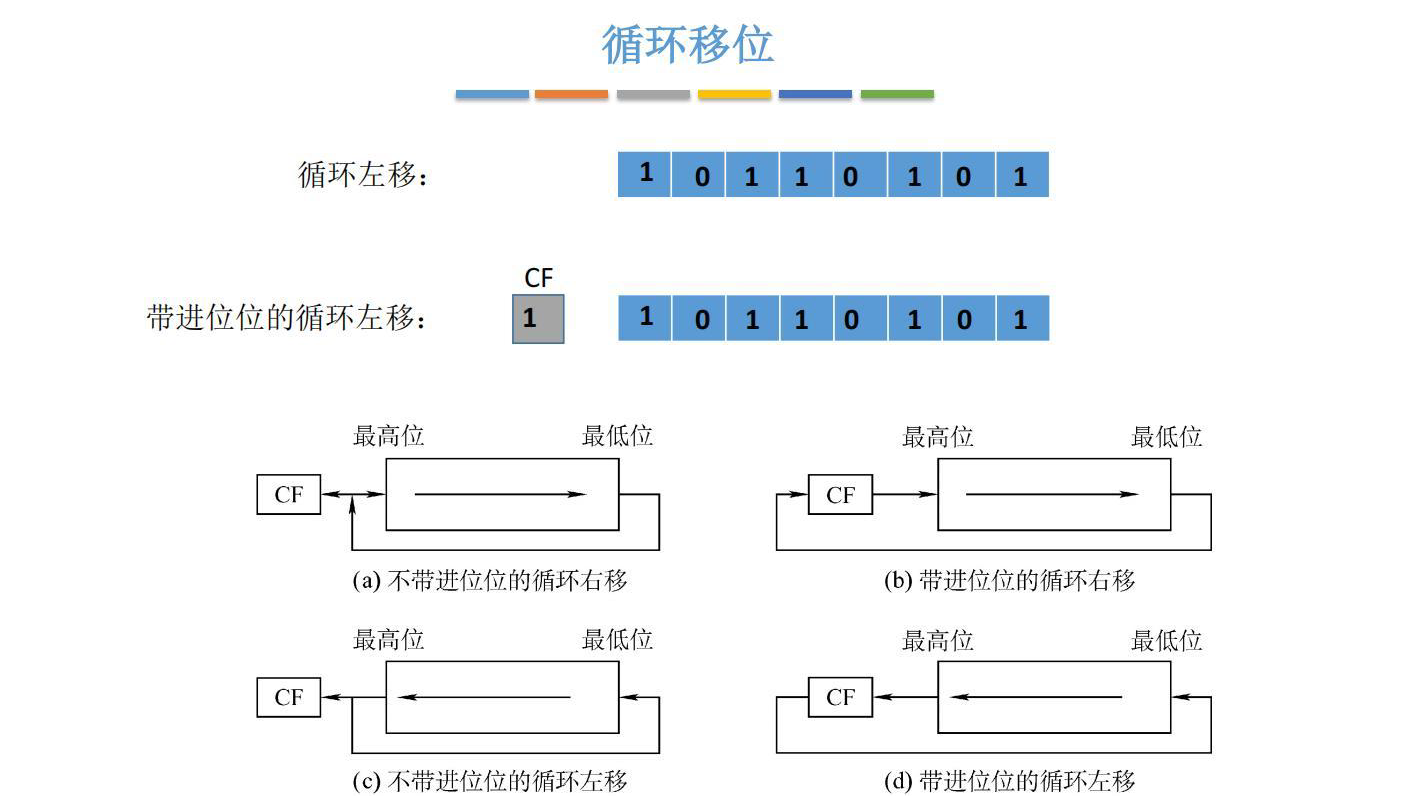 循环移位
循环左移： 1 0 1 1 0 1 0 1
CF
带进位位的循环左移： 1 1 0 1 1 0 1 0 1
最高位 最低位 最高位 最低位
CF CF
(a) 不带进位位的循环右移 (b) 带进位位的循环右移
最高位 最低位 最高位 最低位
CF CF
(c) 不带进位位的循环左移 (d) 带进位位的循环左移